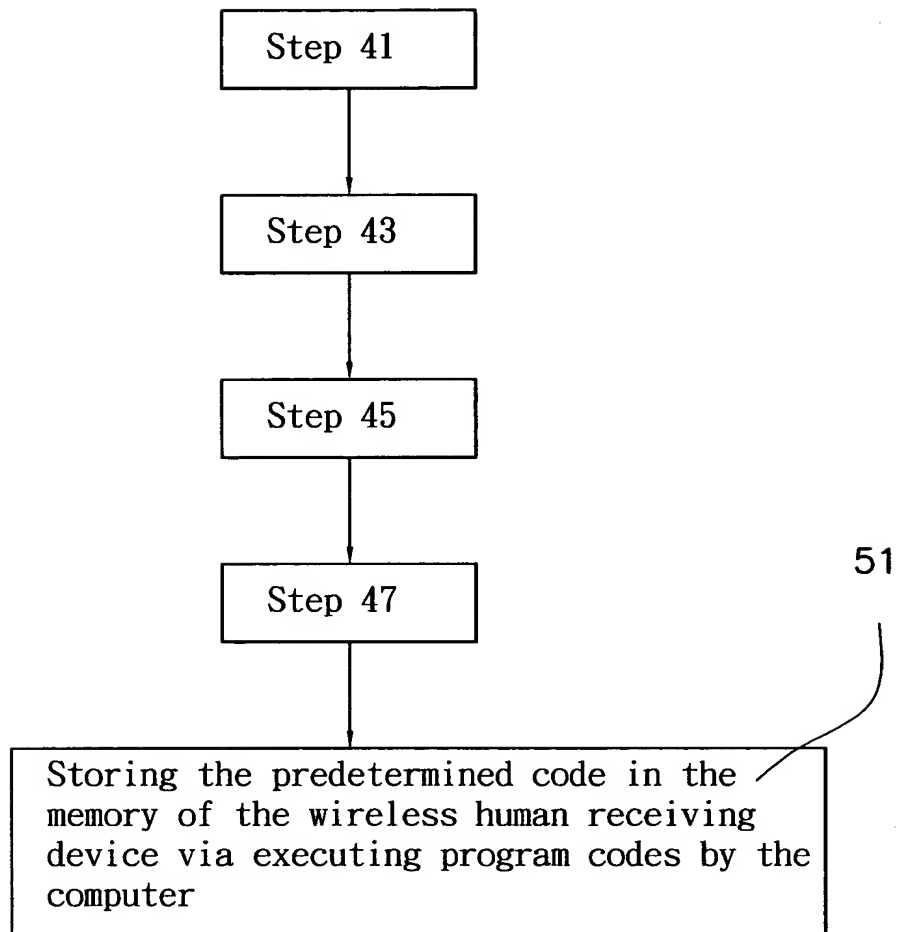 Step 41
Step 43
Step 45
Step 47
51
Storing the predetermined code in the
memory of the wireless human receiving
device via executing program codes by the
computer